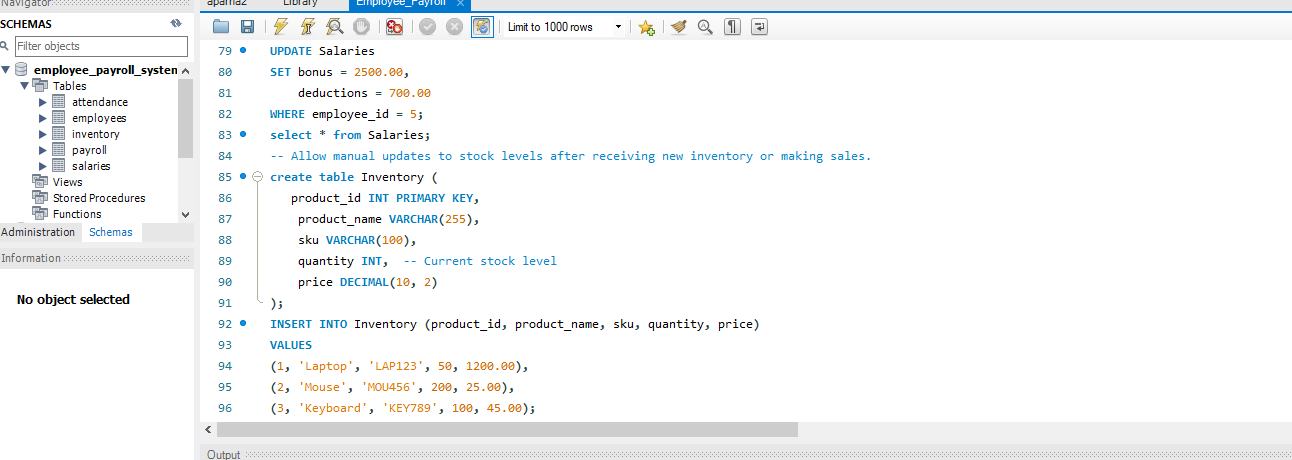 Navigator
aparna2 Library Employee_Payroll ×
SCHEMAS
Filter objects
employee_payroll_system
Tables
attendance
employees
inventory
payroll
salaries
Views
Stored Procedures
Functions
Administration Schemas
Information
No object selected
Limit to 1000 rows
79 UPDATE Salaries
80 SET bonus = 2500.00,
81 deductions = 700.00
82 WHERE employee_id = 5;
83 select * from Salaries;
84 -- Allow manual updates to stock levels after receiving new inventory or making sales.
85 create table Inventory (
86 product_id INT PRIMARY KEY,
87 product_name VARCHAR(255),
88 sku VARCHAR(100),
89 quantity INT,  -- Current stock level
90 price DECIMAL(10, 2)
91 );
92 INSERT INTO Inventory (product_id, product_name, sku, quantity, price)
93 VALUES
94 (1, 'Laptop', 'LAP123', 50, 1200.00),
95 (2, 'Mouse', 'MOU456', 200, 25.00),
96 (3, 'Keyboard', 'KEY789', 100, 45.00);
Output